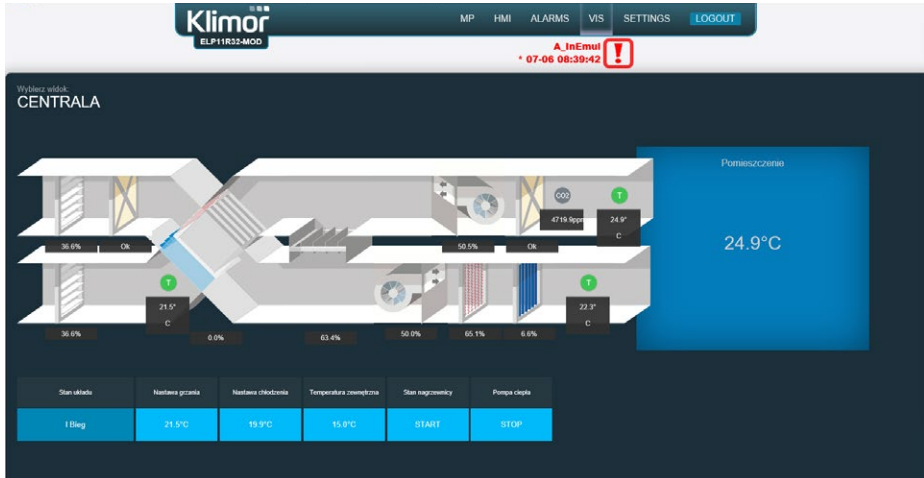 Klimor
ELP11R32-MOD
MP HMI ALARMS VIS SETTINGS LOGOUT
A_InEmul
* 07-06 08:39:42
!
Wybierz widok:
CENTRALA
Pomieszczenie
24.9°C
CO2
T
4719.9ppm
24.9°
C
36.6%
Ok
50.5%
Ok
T
T
21.5°
C
22.3°
C
36.6%
0.0%
63.4%
50.0%
65.1%
6.6%
Stan układu Nastawa grzania Nastawa chłodzenia Temperatura zewnętrzna Stan nagrzewnicy Pompa ciepła
I Bieg 21.5°C 19.9°C 15.0°C START STOP